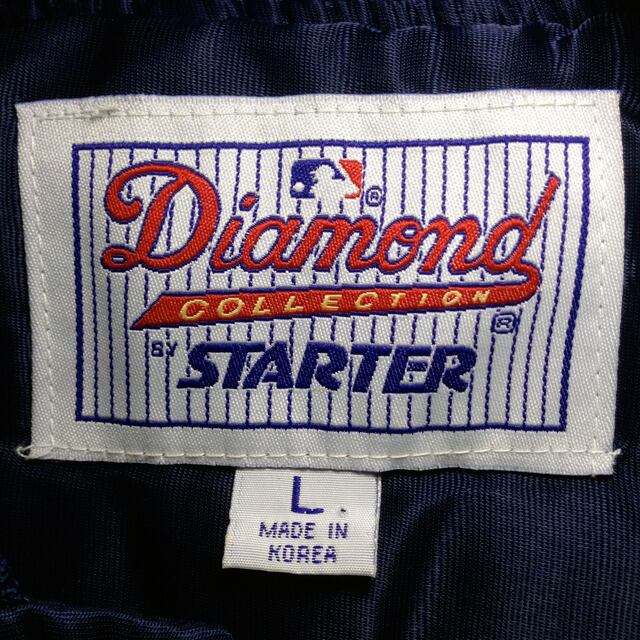 Diamond ®
COLLECTION ®
BY STARTER
L.
MADE IN
KOREA